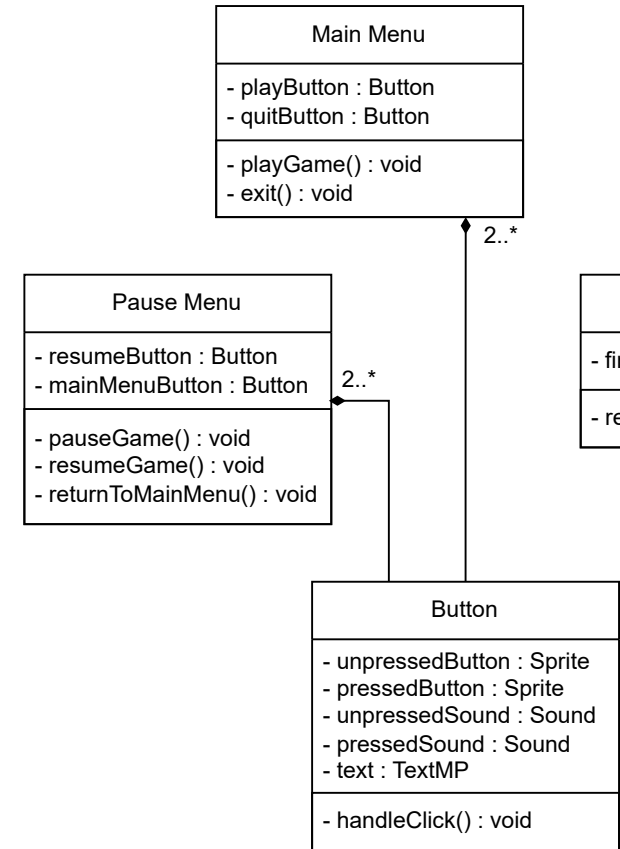 Main Menu
- playButton : Button
- quitButton : Button
- playGame() : void
- exit() : void
2..*
Pause Menu
- resumeButton : Button
- mainMenuButton : Button
- pauseGame() : void
- resumeGame() : void
- returnToMainMenu() : void
2..*
Button
- unpressedButton : Sprite
- pressedButton : Sprite
- unpressedSound : Sound
- pressedSound : Sound
- text : TextMP
- handleClick() : void